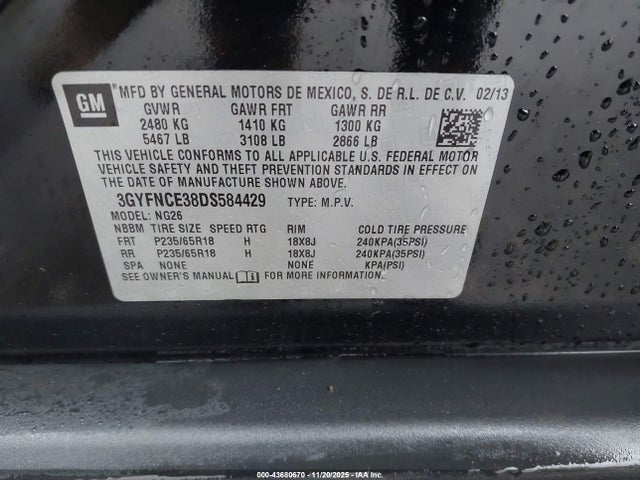 GM
MFD BY GENERAL MOTORS DE MEXICO, S. DE R.L. DE C.V. 02/13
GVWR GAWR FRT GAWR RR
2480 KG 1410 KG 1300 KG
5467 LB 3108 LB 2866 LB
THIS VEHICLE CONFORMS TO ALL APPLICABLE U.S. FEDERAL MOTOR
VEHICLE SAFETY AND THEFT PREVENTION STANDARDS IN EFFECT ON
THE DATE OF MANUFACTURE SHOWN ABOVE.
3GYFNCE38DS584429 TYPE: M.P.V.
MODEL: NG26
NBBM TIRE SIZE SPEED RTG RIM COLD TIRE PRESSURE
FRT P235/65R18 H 18X8J 240KPA(35PSI)
RR P235/65R18 H 18X8J 240KPA(35PSI)
SPA NONE NONE KPA(PSI)
SEE OWNER'S MANUAL FOR MORE INFORMATION.
000-43680670 - 11/20/2025 - IAAI.COM